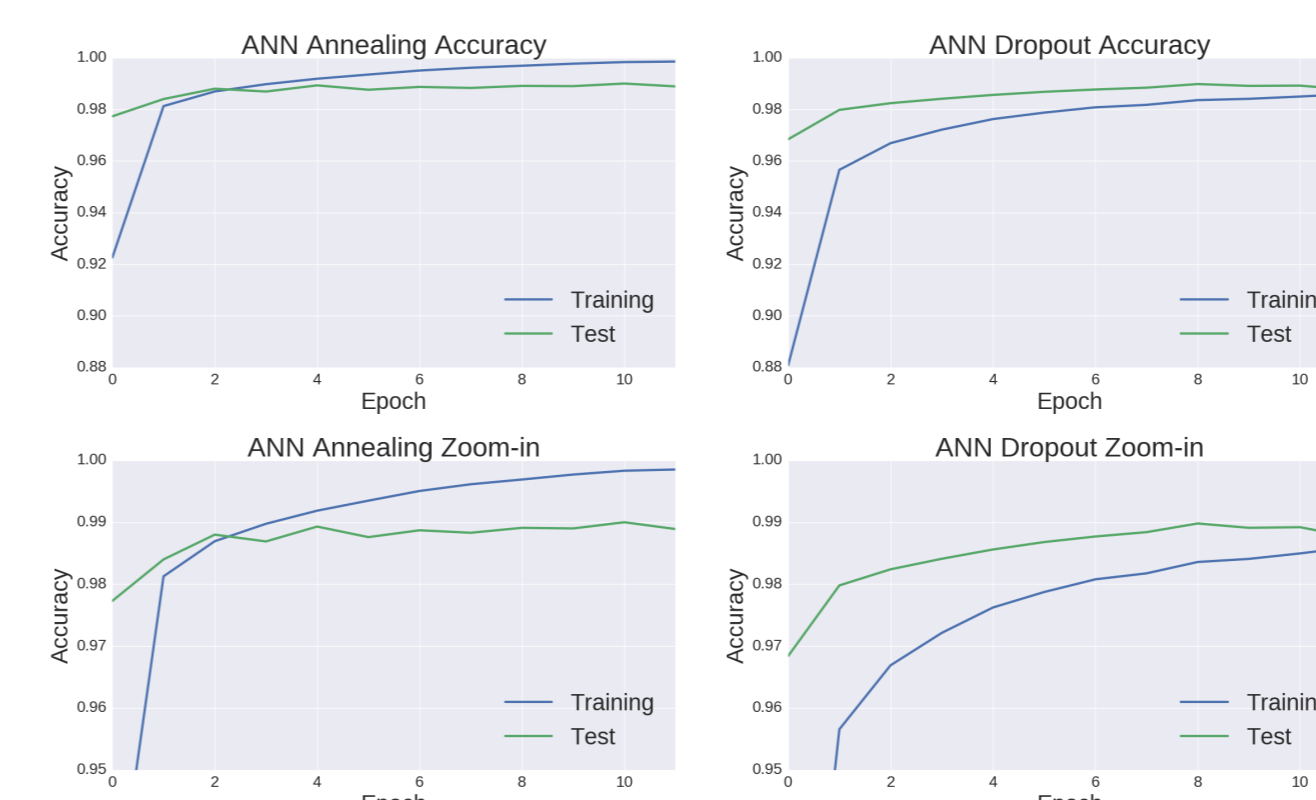 ANN Annealing Accuracy
1.00
0.98
0.96
0.94
0.92
0.90
0.88
Accuracy
Training
Test
0 2 4 6 8 10
Epoch
ANN Dropout Accuracy
1.00
0.98
0.96
0.94
0.92
0.90
0.88
Accuracy
Trainin
Test
0 2 4 6 8 10
Epoch
ANN Annealing Zoom-in
1.00
0.99
0.98
0.97
0.96
0.95
Accuracy
Training
Test
0 2 4 6 8 10
Epoch
ANN Dropout Zoom-in
1.00
0.99
0.98
0.97
0.96
0.95
Accuracy
Trainin
Test
0 2 4 6 8 10
Epoch